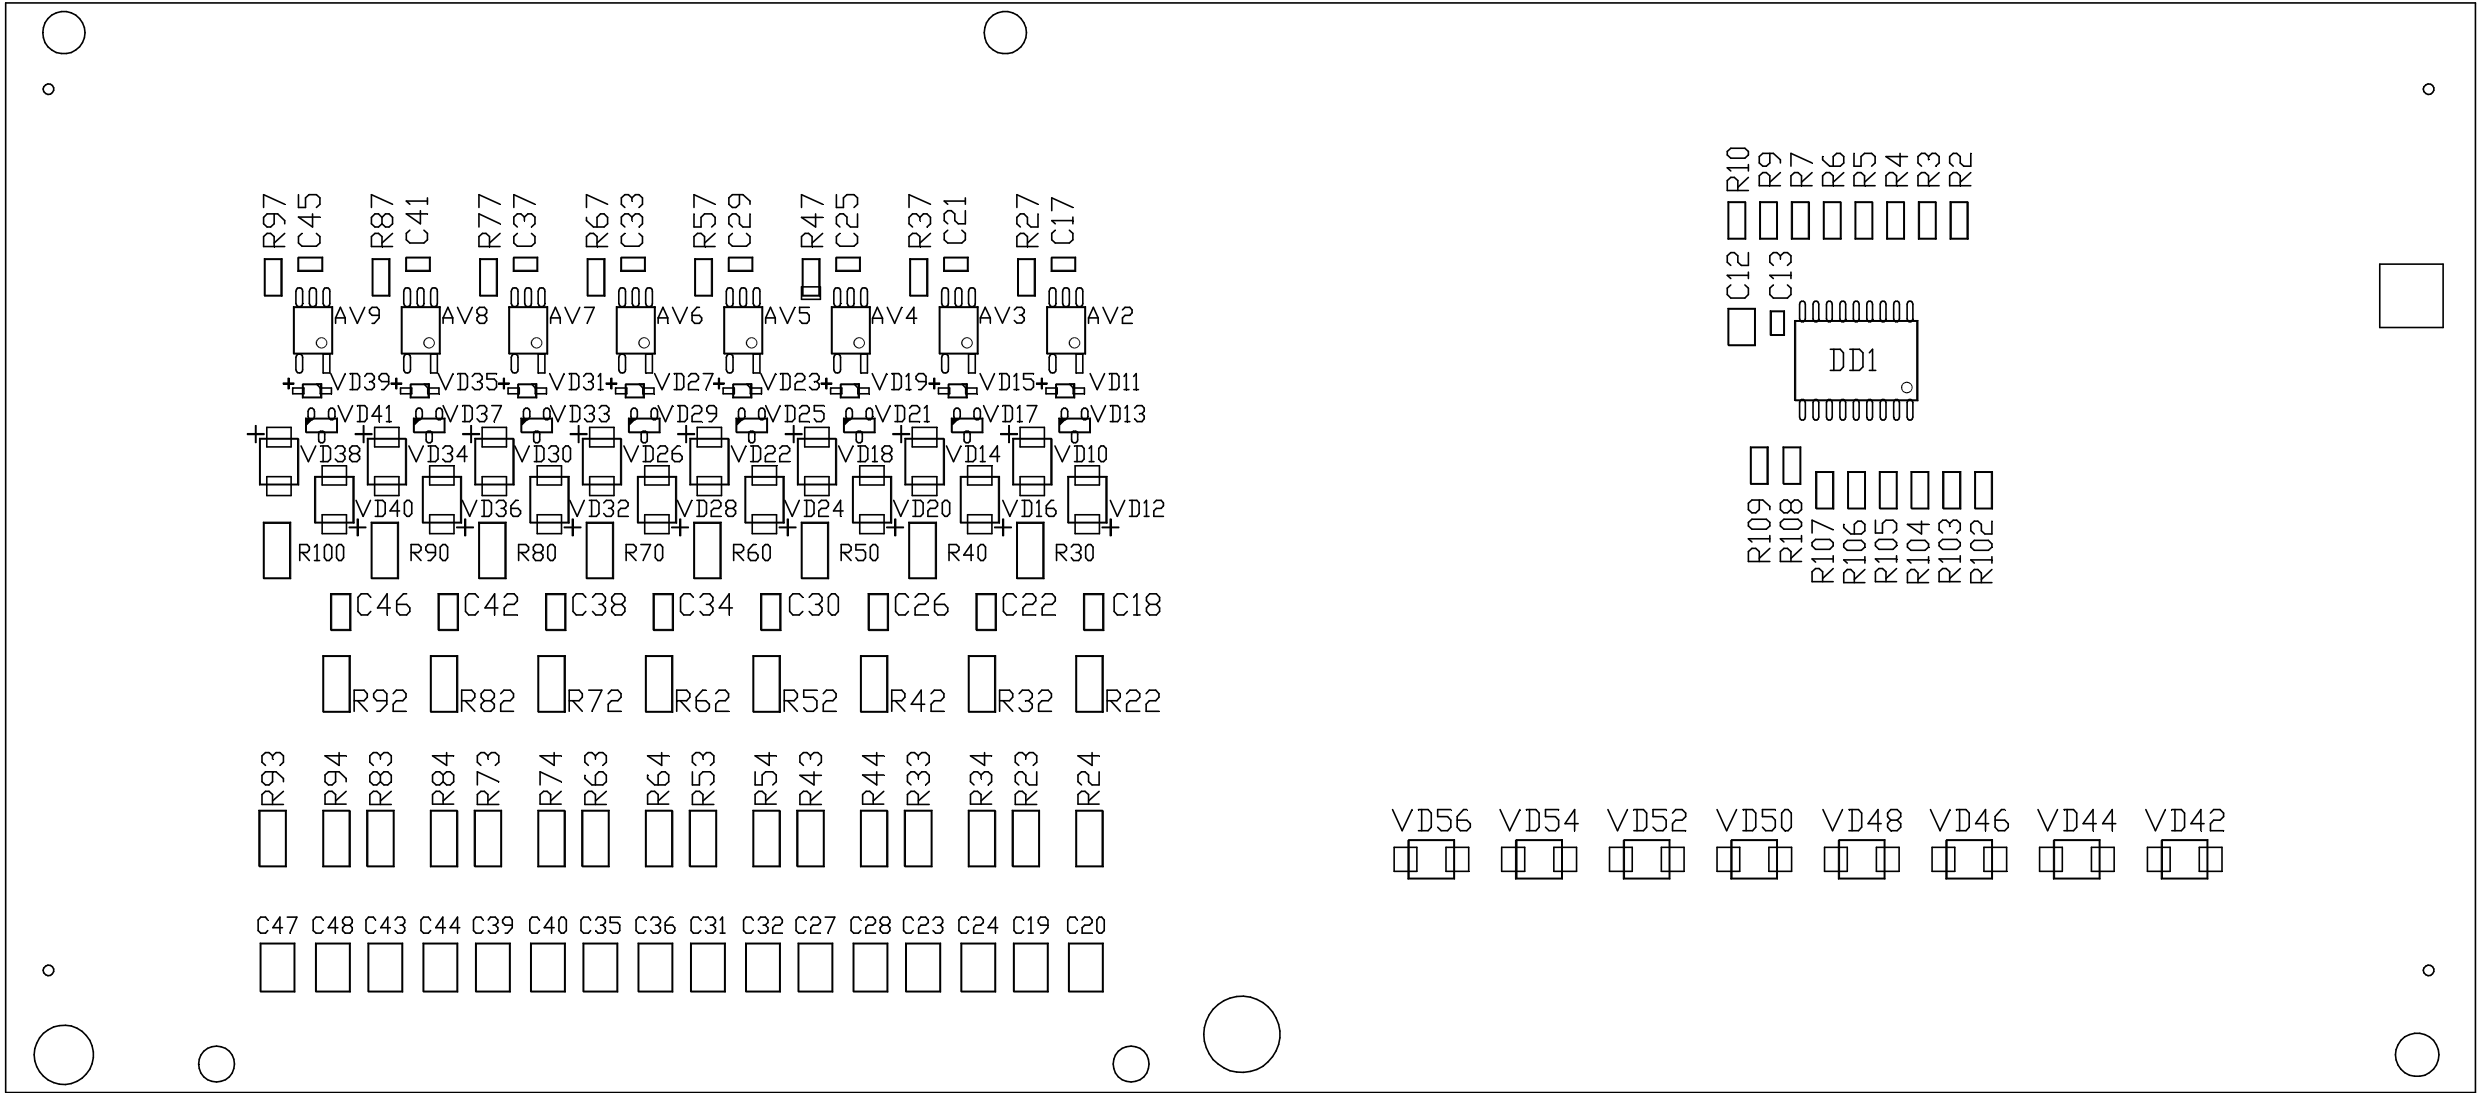 R10 R9 R7 R6 R5 R4 R3 R2
R97 C45 R87 C41 R77 C37 R67 C33 R57 C29 R47 C25 R37 C21 R27 C17
C12 C13
AV9 AV8 AV7 AV6 AV5 AV4 AV3 AV2
DD1
+ VD39 + VD35 + VD31 + VD27 + VD23 + VD19 + VD15 + VD11
VD41 VD37 VD33 VD29 VD25 VD21 VD17 VD13
+ + + + + + + +
VD38 VD34 VD30 VD26 VD22 VD18 VD14 VD10
VD40 VD36 VD32 VD28 VD24 VD20 VD16 VD12
+ + + + + + + +
R109 R108 R107 R106 R105 R104 R103 R102
R100 R90 R80 R70 R60 R50 R40 R30
C46 C42 C38 C34 C30 C26 C22 C18
R92 R82 R72 R62 R52 R42 R32 R22
R93 R94 R83 R84 R73 R74 R63 R64 R53 R54 R43 R44 R33 R34 R23 R24
VD56 VD54 VD52 VD50 VD48 VD46 VD44 VD42
C47 C48 C43 C44 C39 C40 C35 C36 C31 C32 C27 C28 C23 C24 C19 C20